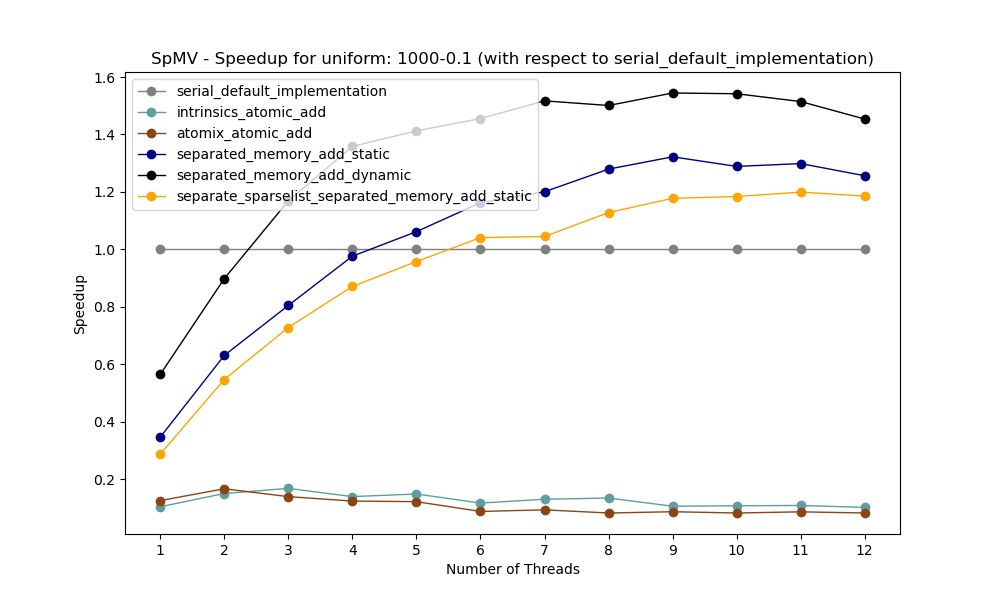 SpMV - Speedup for uniform: 1000-0.1 (with respect to serial_default_implementation)
serial_default_implementation
intrinsics_atomic_add
atomix_atomic_add
separated_memory_add_static
separated_memory_add_dynamic
separate_sparselist_separated_memory_add_static
1.6
1.4
1.2
1.0
0.8
0.6
0.4
0.2
Speedup
1 2 3 4 5 6 7 8 9 10 11 12
Number of Threads